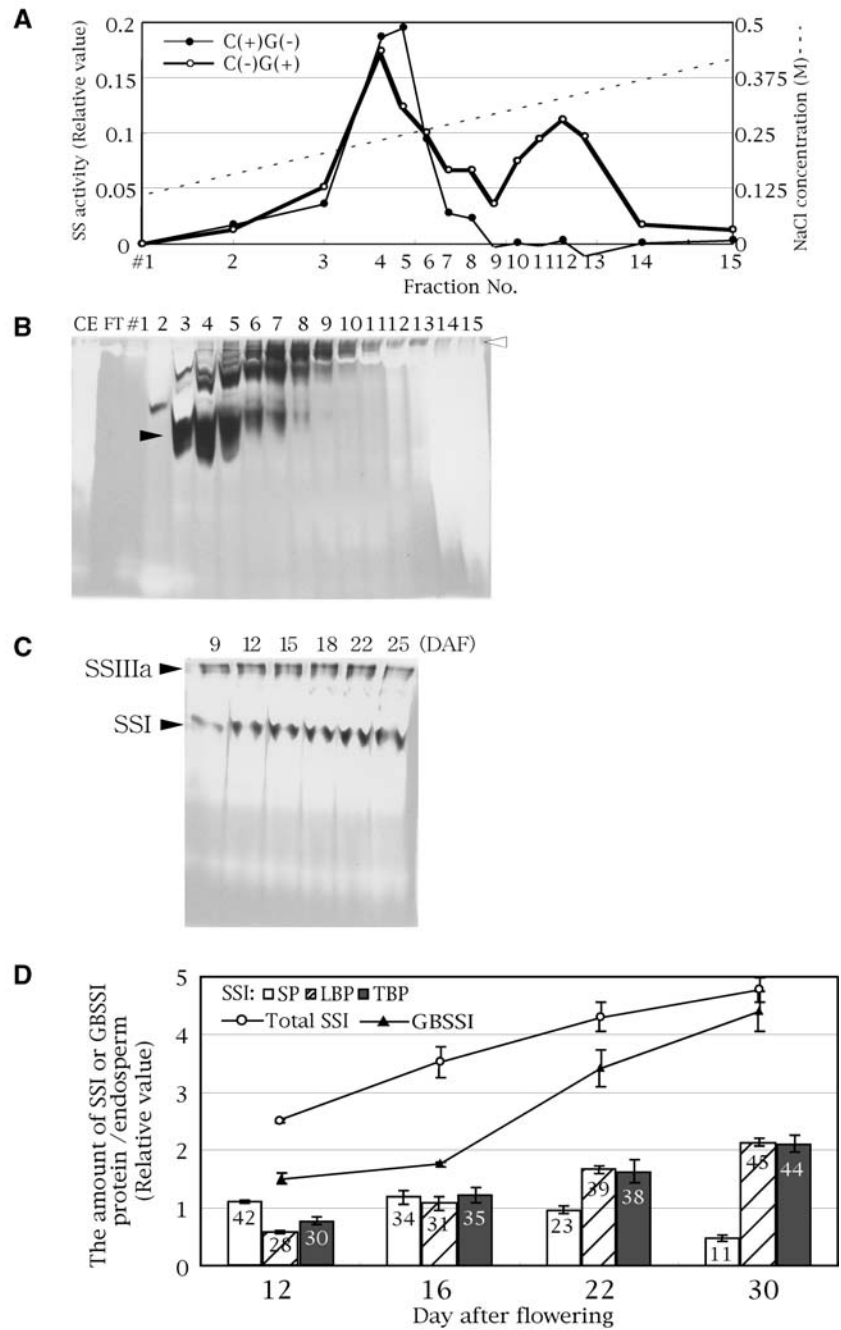 A
SS activity (Relative value)
0.2
0.15
0.1
0.05
0
C(+)G(-)
C(-)G(+)
0.5
0.375
0.25
0.125
0
NaCl concentration (M)
#1 2 3 4 5 6 7 8 9 10 11 12 13 14 15
Fraction No.
B
CE FT #1 2 3 4 5 6 7 8 9 10 11 12 13 14 15
C
9 12 15 18 22 25 (DAF)
SSIIIa
SSI
D
The amount of SSI or GBSSI
protein /endosperm
(Relative value)
5
4
3
2
1
0
SSI: SP LBP TBP
Total SSI GBSSI
42 28 30 34 31 35 23 39 38 11 45 44
12 16 22 30
Day after flowering